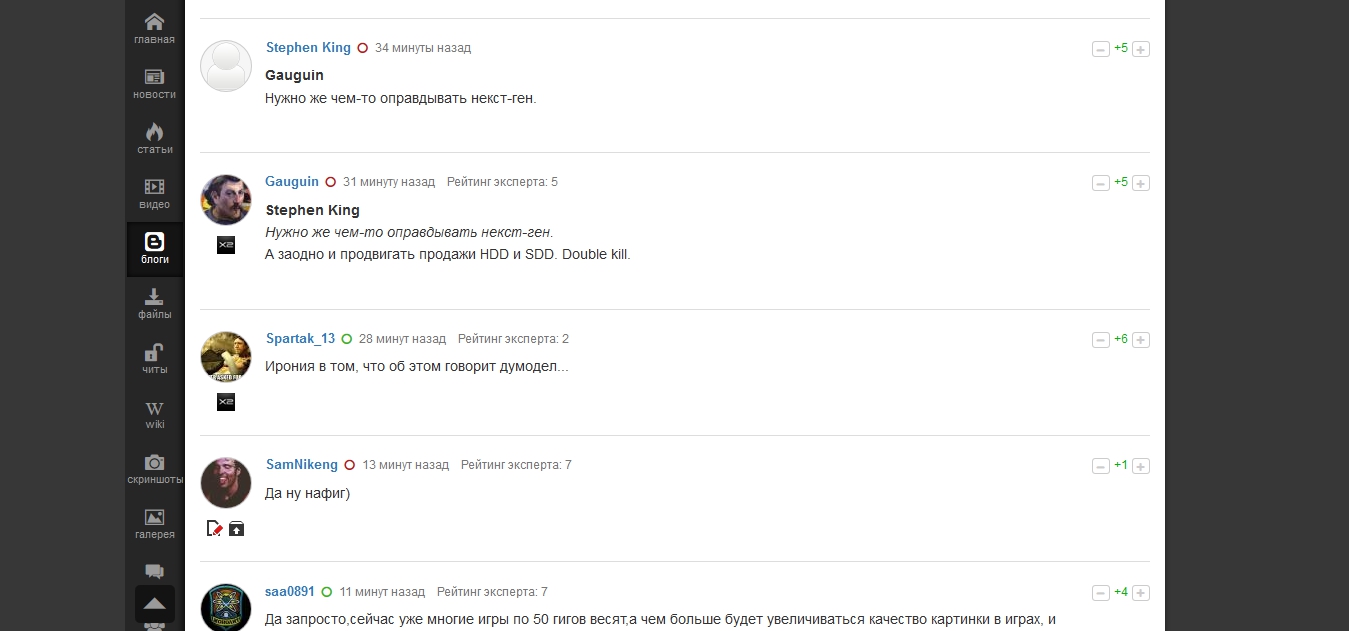 главная
новости
статьи
видео
блоги
файлы
читы
W
wiki
скриншоты
галерея
Stephen King 34 минуты назад +5
Gauguin
Нужно же чем-то оправдывать некст-ген.
Gauguin 31 минуту назад Рейтинг эксперта: 5 +5
Stephen King
Нужно же чем-то оправдывать некст-ген.
X2
А заодно и продвигать продажи HDD и SDD. Double kill.
Spartak_13 28 минут назад Рейтинг эксперта: 2 +6
Ирония в том, что об этом говорит думодел...
X2
SamNikeng 13 минут назад Рейтинг эксперта: 7 +1
Да ну нафиг)
saa0891 11 минут назад Рейтинг эксперта: 7 +4
Да запросто,сейчас уже многие игры по 50 гигов весят,а чем больше будет увеличиваться качество картинки в играх, и